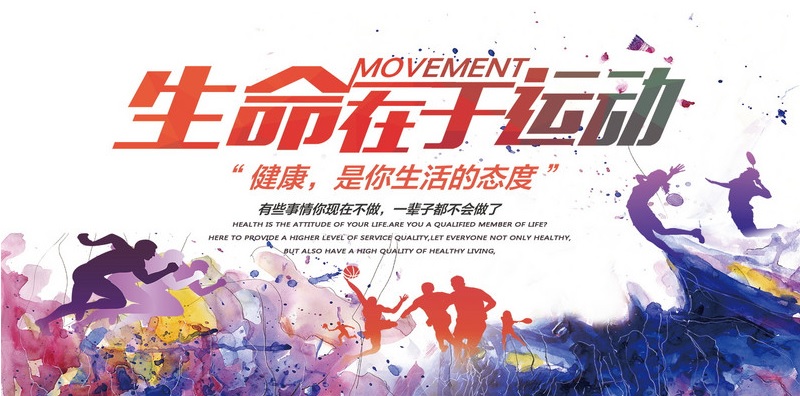 MOVEMENT
生命在于运动
“健康，是你生活的态度”
有些事情你现在不做，一辈子都不会做了
HEALTH IS THE ATTITUDE OF YOUR LIFE.ARE YOU A QUALIFIED MEMBER OF LIFE?
HERE TO PROVIDE A HIGHER LEVEL OF SERVICE QUALITY,LET EVERYONE NOT ONLY HEALTHY,
BUT ALSO HAVE A HIGH QUALITY OF HEALTHY LIVING,